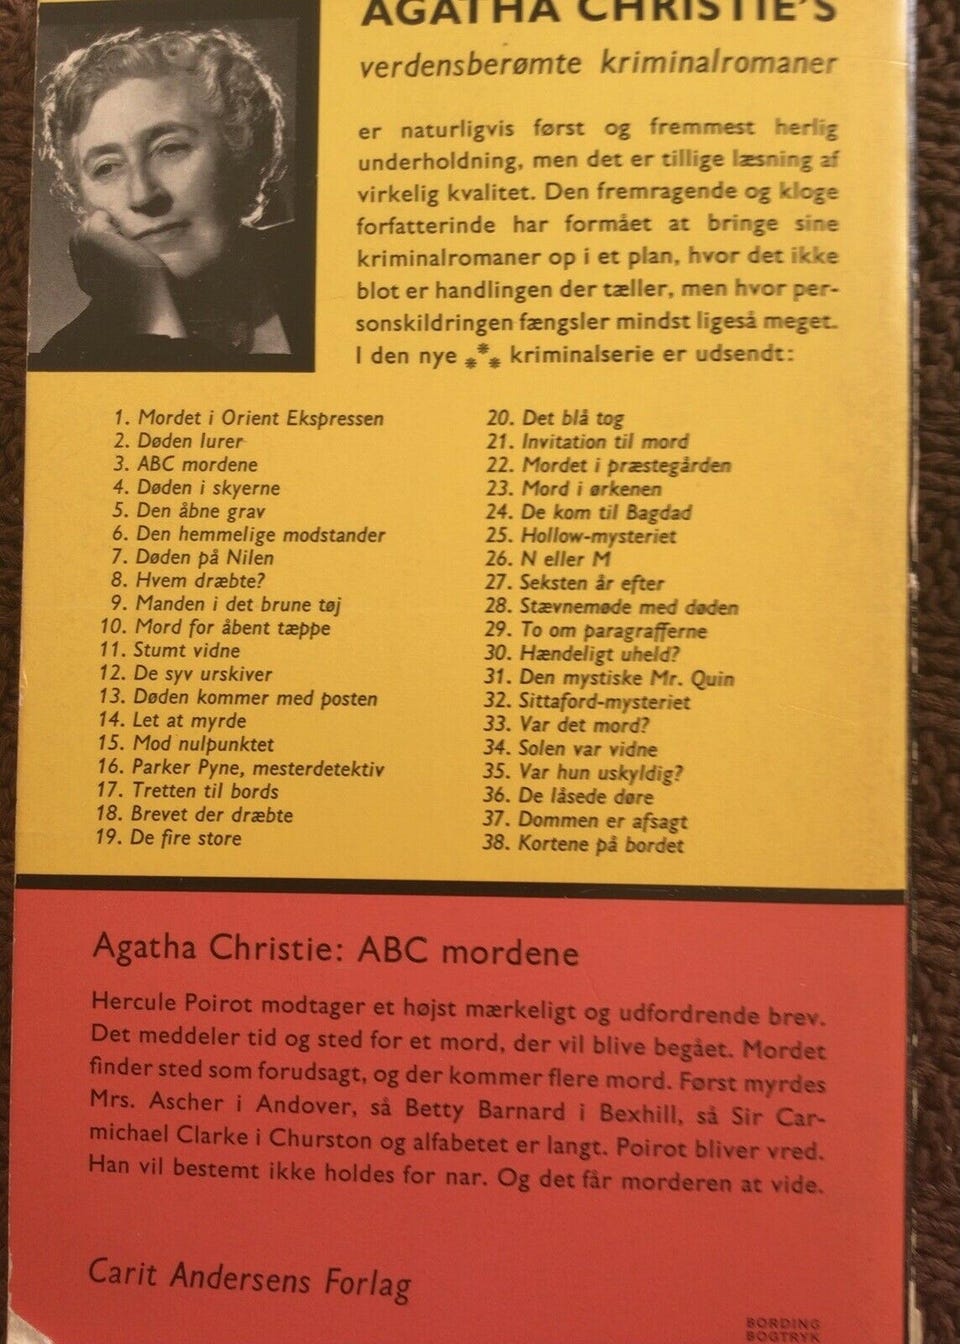 AGATHA CHRISTIE'S
verdensberømte kriminalromaner
er naturligvis først og fremmest herlig
underholdning, men det er tillige læsning af
virkelig kvalitet. Den fremragende og kloge
forfatterinde har formået at bringe sine
kriminalromaner op i et plan, hvor det ikke
blot er handlingen der tæller, men hvor per-
sonskildringen fængsler mindst ligeså meget.
I den nye *** kriminalserie er udsendt:
1. Mordet i Orient Ekspressen
2. Døden lurer
3. ABC mordene
4. Døden i skyerne
5. Den åbne grav
6. Den hemmelige modstander
7. Døden på Nilen
8. Hvem dræbte?
9. Manden i det brune tøj
10. Mord for åbent tæppe
11. Stumt vidne
12. De syv urskiver
13. Døden kommer med posten
14. Let at myrde
15. Mod nulpunktet
16. Parker Pyne, mesterdetektiv
17. Tretten til bords
18. Brevet der dræbte
19. De fire store
20. Det blå tog
21. Invitation til mord
22. Mordet i præstegården
23. Mord i ørkenen
24. De kom til Bagdad
25. Hollow-mysteriet
26. N eller M
27. Seksten år efter
28. Stævnemøde med døden
29. To om paragrafferne
30. Hændeligt uheld?
31. Den mystiske Mr. Quin
32. Sittaford-mysteriet
33. Var det mord?
34. Solen var vidne
35. Var hun uskyldig?
36. De låsede døre
37. Dommen er afsagt
38. Kortene på bordet
Agatha Christie: ABC mordene
Hercule Poirot modtager et højst mærkeligt og udfordrende brev.
Det meddeler tid og sted for et mord, der vil blive begået. Mordet
finder sted som forudsagt, og der kommer flere mord. Først myrdes
Mrs. Ascher i Andover, så Betty Barnard i Bexhill, så Sir Car-
michael Clarke i Churston og alfabetet er langt. Poirot bliver vred.
Han vil bestemt ikke holdes for nar. Og det får morderen at vide.
Carit Andersens Forlag
BORDING
BOGTRYK